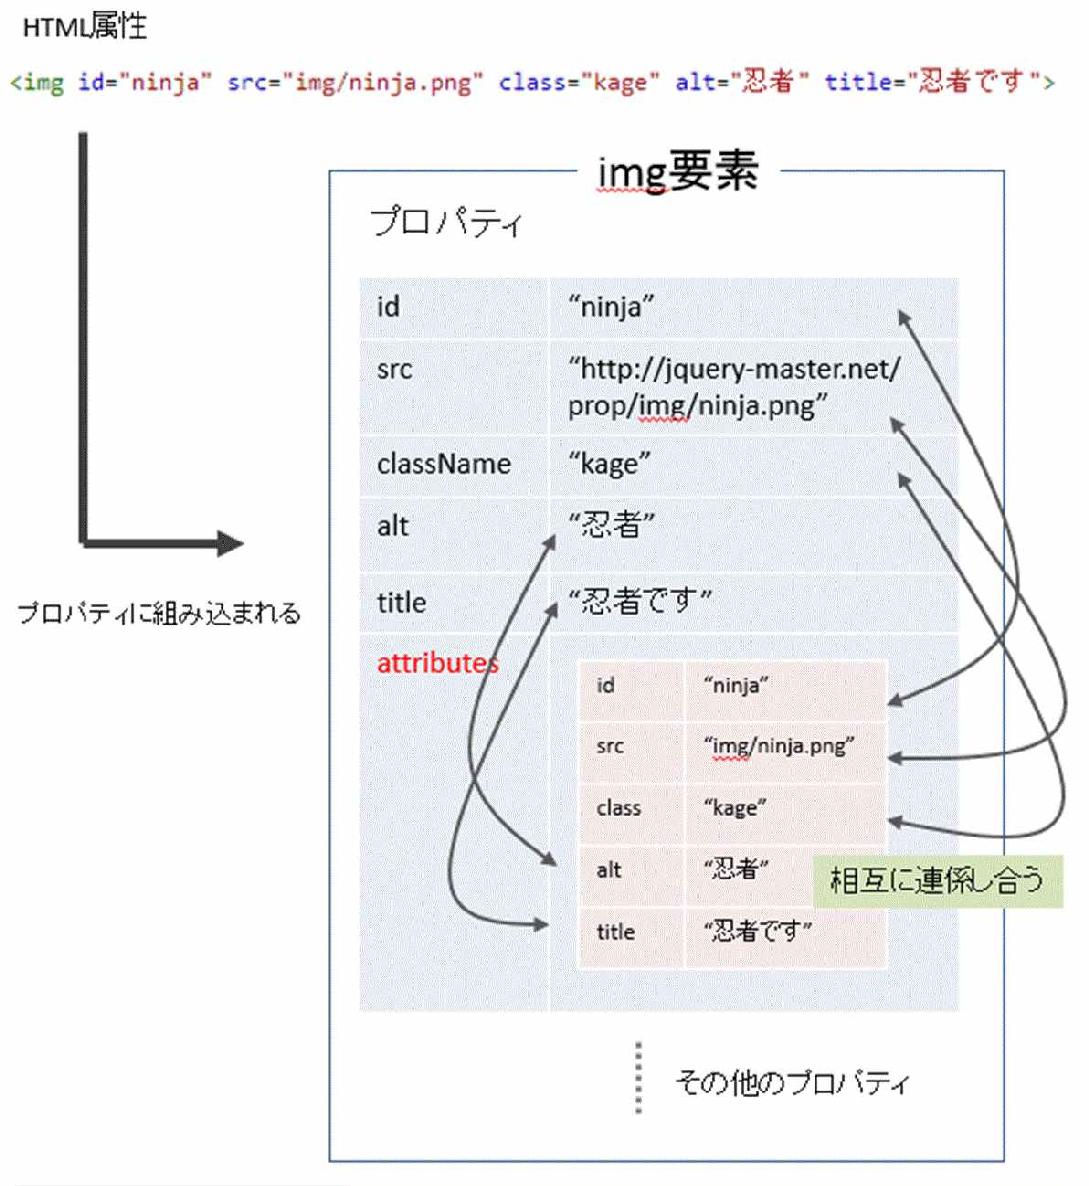 HTML属性
<img id="ninja" src="img/ninja.png" class="kage" alt="忍者" title="忍者です">
img要素
プロパティ
id “ninja”
src “http://jquery-master.net/
prop/img/ninja.png”
className “kage”
alt “忍者”
title “忍者です”
プロパティに組み込まれる
attributes
id “ninja”
src “img/ninja.png”
class “kage”
alt “忍者”
相互に連係し合う
title “忍者です”
その他のプロパティ